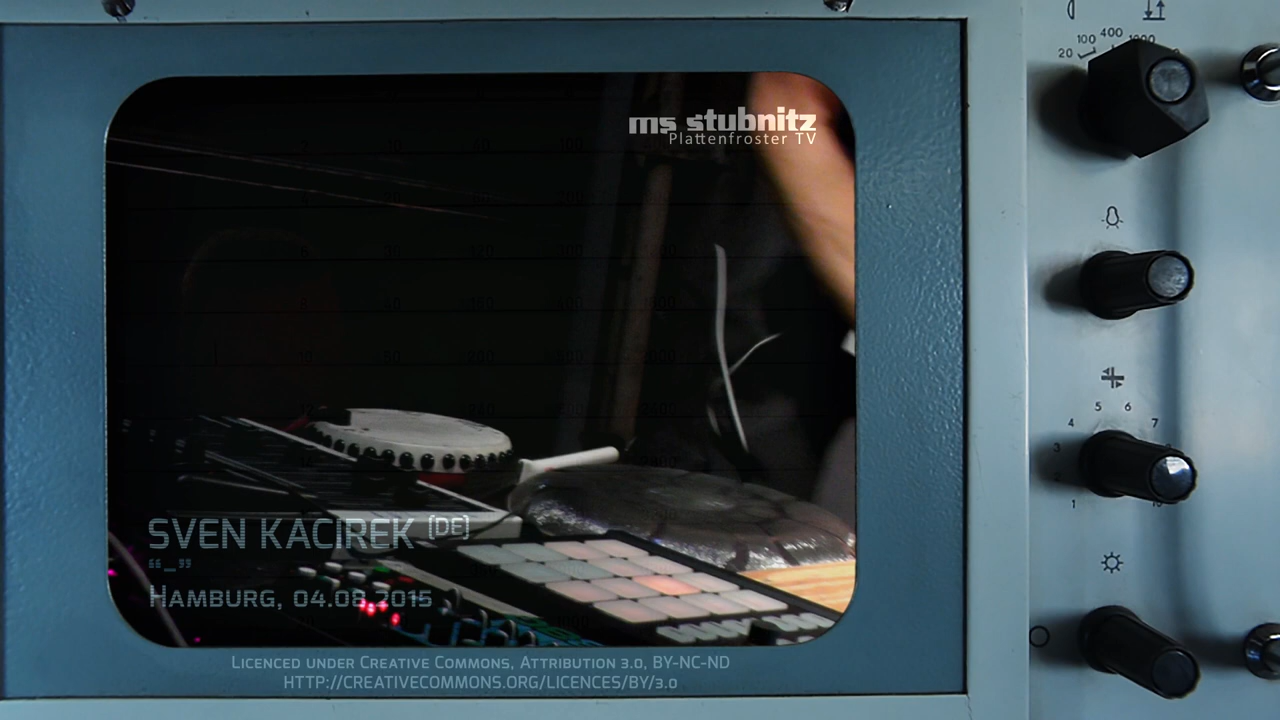 ms stubnitz
Plattenfroster TV
20 100 400 1000
5 6
4 7
3
2
1 10
SVEN KACIREK [DE]
“_”
HAMBURG, 04.08.2015
LICENCED UNDER CREATIVE COMMONS, ATTRIBUTION 3.0, BY-NC-ND
HTTP://CREATIVECOMMONS.ORG/LICENCES/BY/3.0